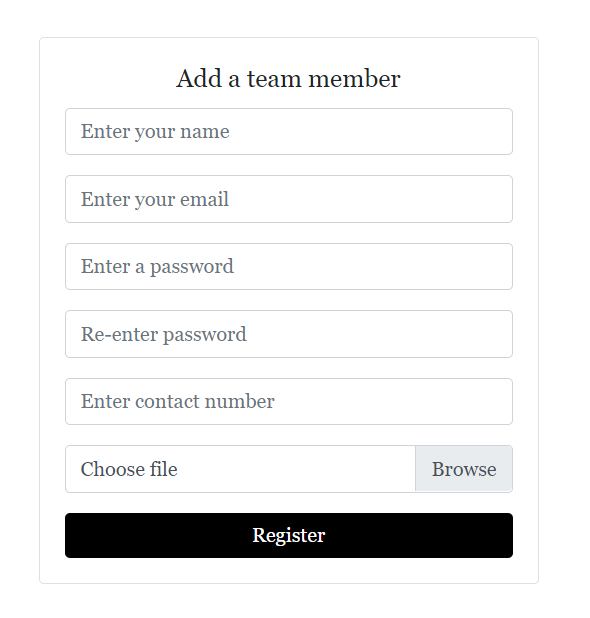 Add a team member
Enter your name
Enter your email
Enter a password
Re-enter password
Enter contact number
Choose file Browse
Register